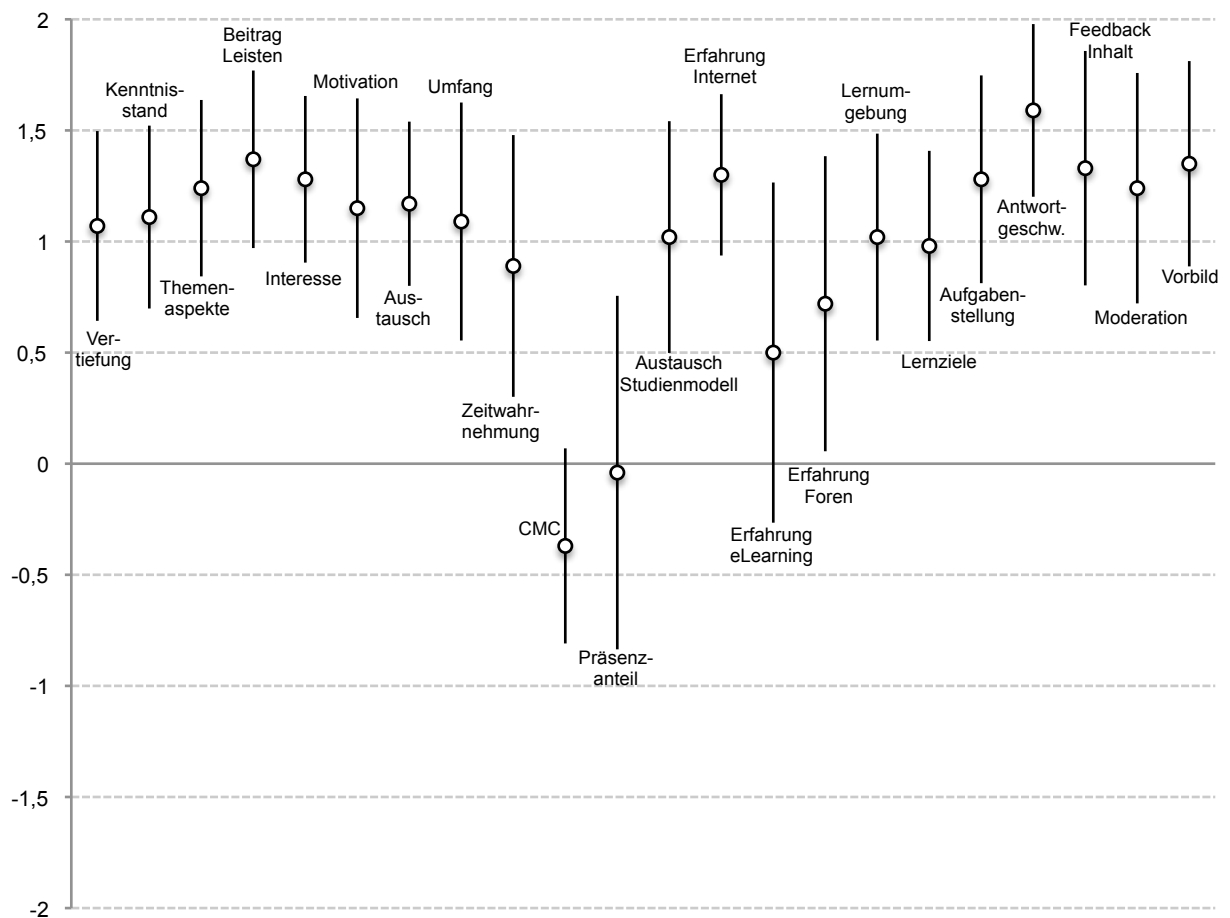 2
1,5
1
0,5
0
-0,5
-1
-1,5
-2
Ver-
tiefung
Kenntnis-
stand
Themen-
aspekte
Beitrag
Leisten
Interesse
Motivation
Aus-
tausch
Umfang
Zeitwahr-
nehmung
CMC
Präsenz-
anteil
Austausch
Studienmodell
Erfahrung
Internet
Erfahrung
eLearning
Erfahrung
Foren
Lernum-
gebung
Lernziele
Aufgaben-
stellung
Antwort-
geschw.
Feedback
Inhalt
Moderation
Vorbild